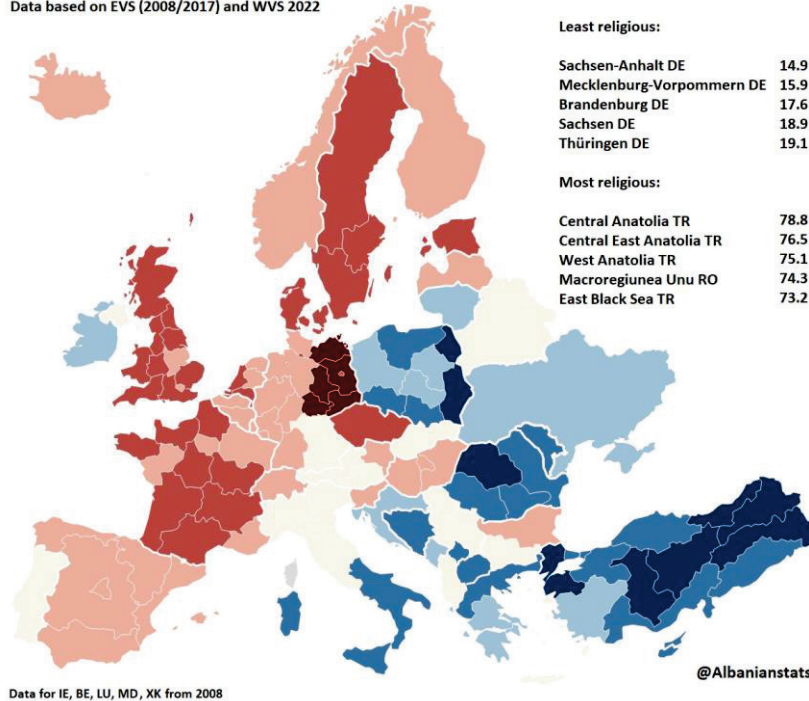 Data based on EVS (2008/2017) and WVS 2022
Least religious:
Sachsen-Anhalt DE 14.9
Mecklenburg-Vorpommern DE 15.9
Brandenburg DE 17.6
Sachsen DE 18.9
Thüringen DE 19.1
Most religious:
Central Anatolia TR 78.8
Central East Anatolia TR 76.5
West Anatolia TR 75.1
Macroregiunea Unu RO 74.3
East Black Sea TR 73.2
@Albanianstats
Data for IE, BE, LU, MD, XK from 2008